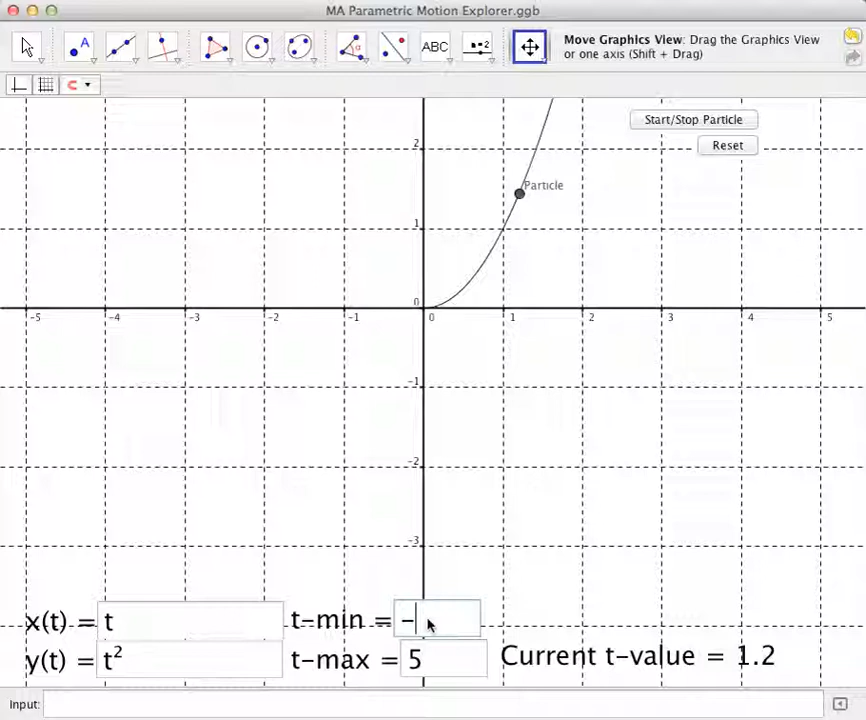 MA Parametric Motion Explorer.ggb
A
α
ABC
a=2
Move Graphics View: Drag the Graphics View
or one axis (Shift + Drag)
Start/Stop Particle
Reset
Particle
2
1
0
-1
-2
-3
-5 -4 -3 -2 -1 0 1 2 3 4 5
x(t) = t t-min = -
y(t) = t² t-max = 5 Current t-value = 1.2
Input: